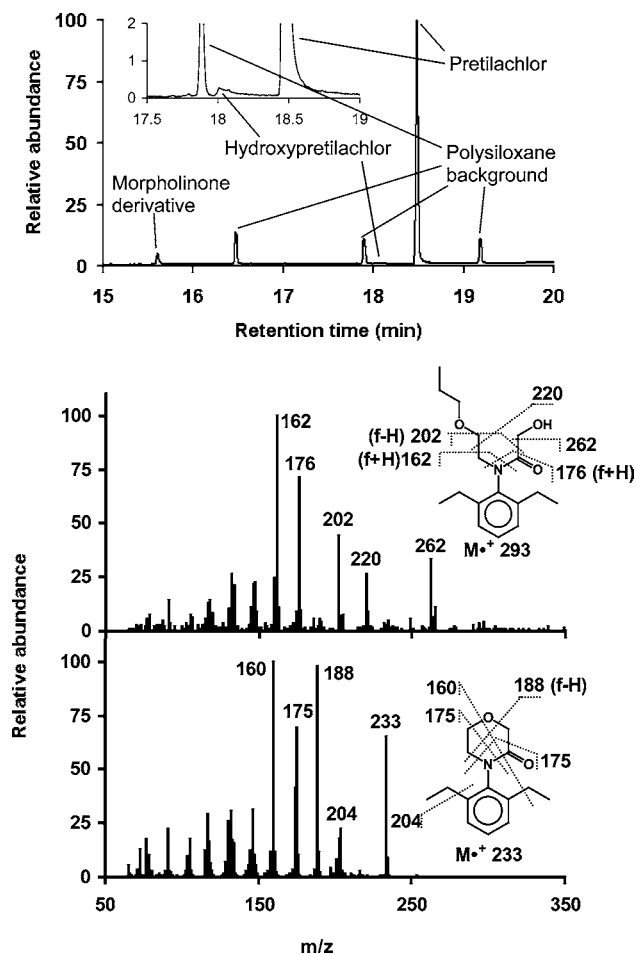 Relative abundance
100
75
50
25
0
2
1
0
17.5 18 18.5 19
Pretilachlor
Hydroxypretilachlor
Polysiloxane
background
Morpholinone
derivative
15 16 17 18 19 20
Retention time (min)
Relative abundance
100
75
50
25
0
162
176
202
220
262
220
OH
O
(f-H) 202
262
(f+H)162
N
O
176 (f+H)
M•+ 293
100
75
50
25
0
160
188
175
233
204
160
188 (f-H)
175
O
175
N
O
204
M•+ 233
50 150 250 350
m/z